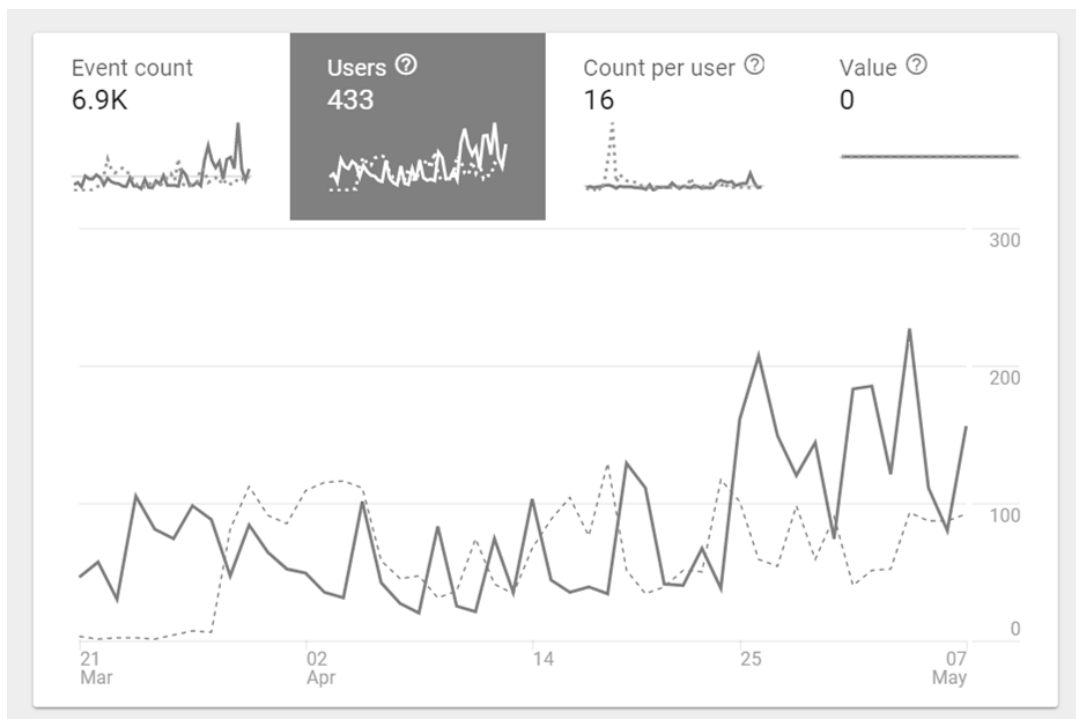 Event count
6.9K
Users ?
433
Count per user ?
16
Value ?
0
300
200
100
0
21
Mar
02
Apr
14
25
07
May